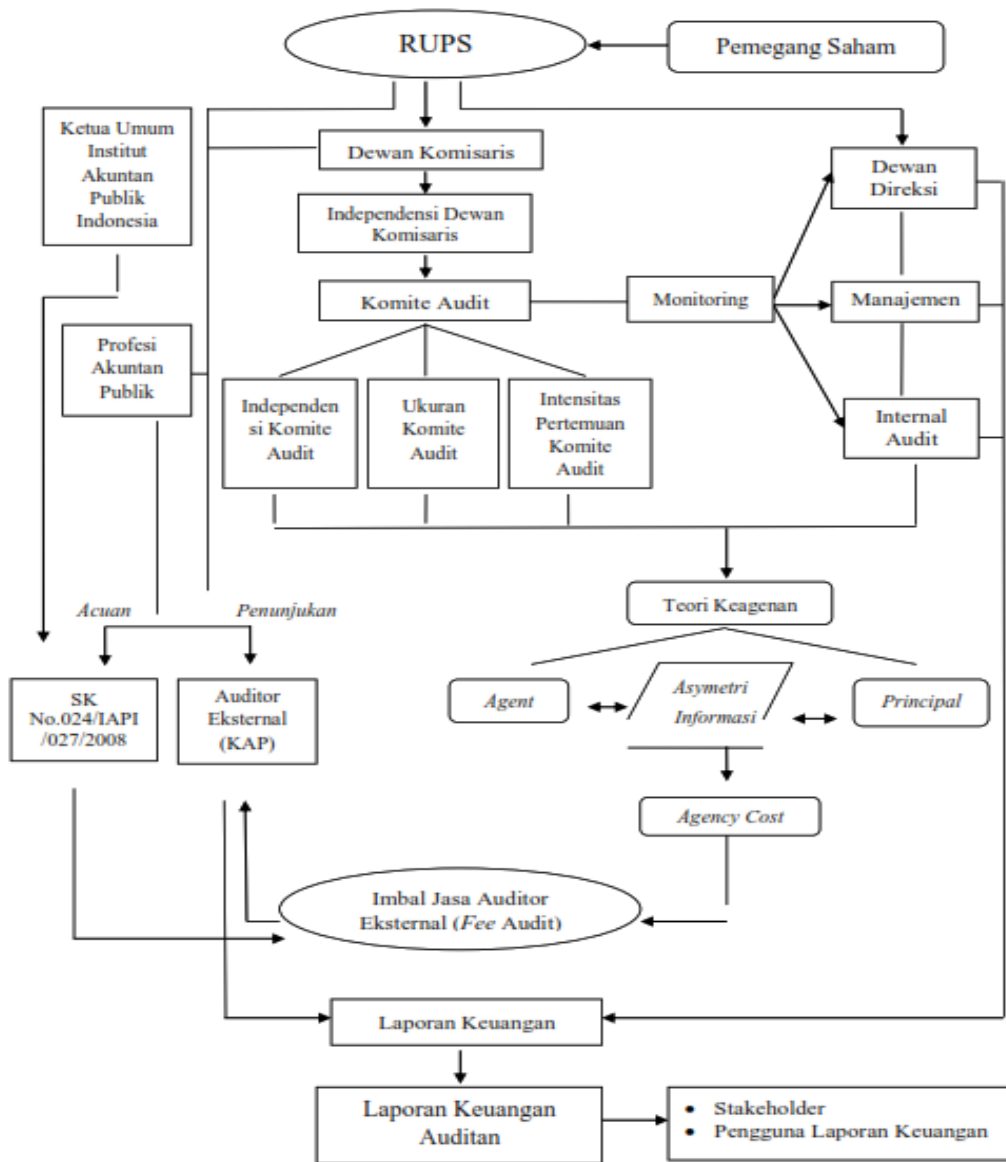 RUPS
Pemegang Saham
Ketua Umum
Institut
Akuntan
Publik
Indonesia
Dewan Komisaris
Dewan
Direksi
Independensi Dewan
Komisaris
Komite Audit
Monitoring
Manajemen
Profesi
Akuntan
Publik
Independen
si Komite
Audit
Ukuran
Komite
Audit
Intensitas
Pertemuan
Komite
Audit
Internal
Audit
Acuan
Penunjukan
Teori Keagenan
SK
No.024/IAPI
/027/2008
Auditor
Eksternal
(KAP)
Agent
Asymetri
Informasi
Principal
Agency Cost
Imbal Jasa Auditor
Eksternal (Fee Audit)
Laporan Keuangan
Laporan Keuangan
Auditan
• Stakeholder
• Pengguna Laporan Keuangan